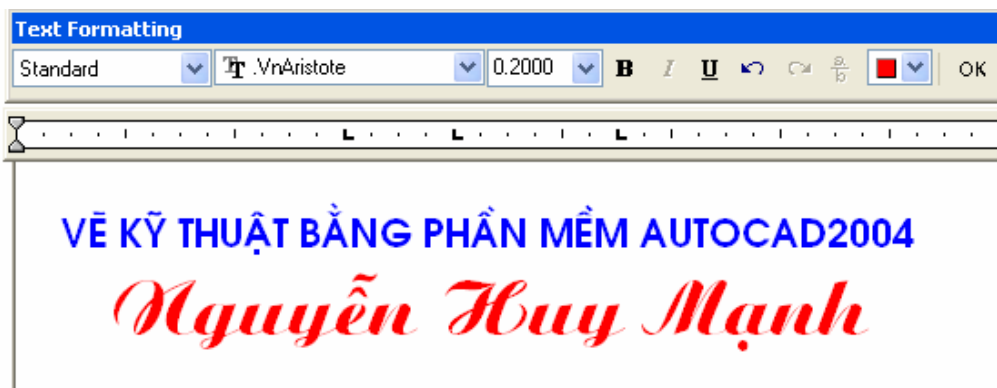 Text Formatting
Standard .VnAristote 0.2000 B I U a/b OK
VẼ KỸ THUẬT BẰNG PHẦN MỀM AUTOCAD2004
Nguyễn Huy Mạnh